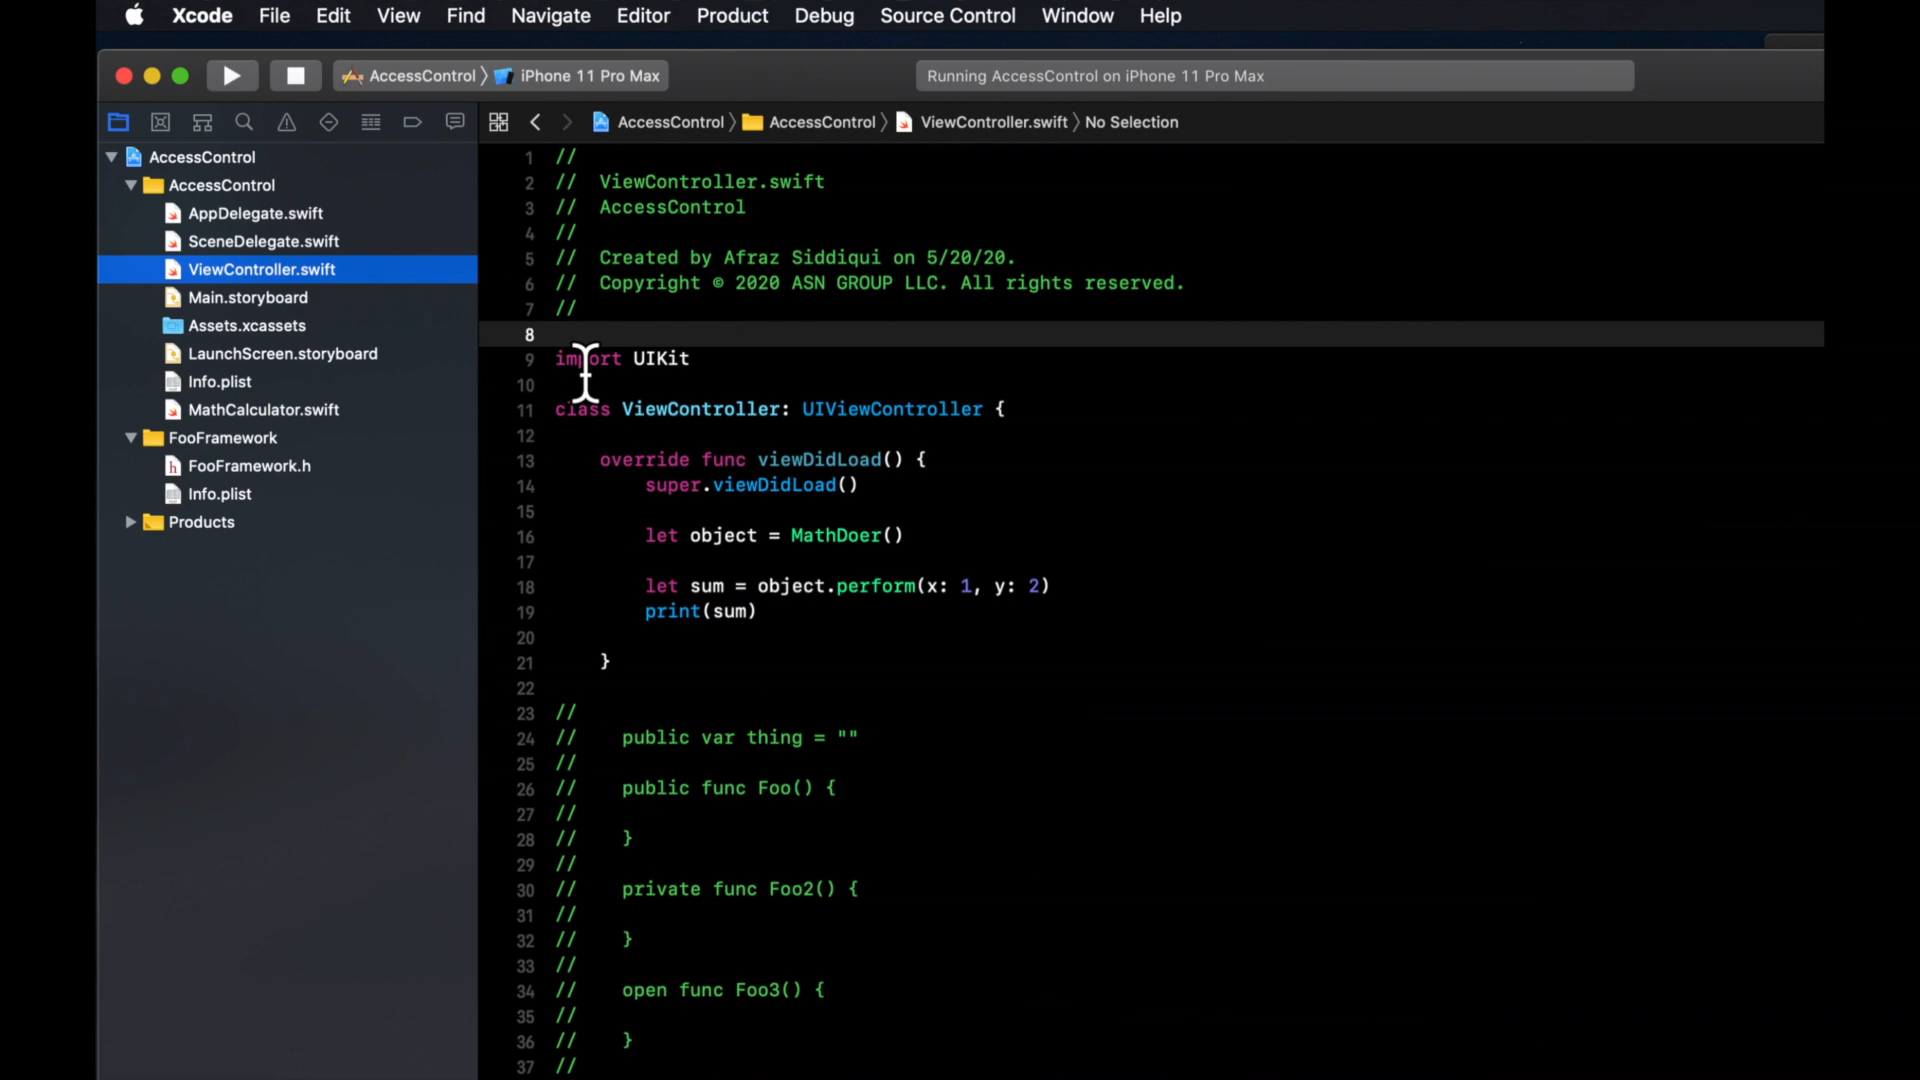 Xcode File Edit View Find Navigate Editor Product Debug Source Control Window Help
AccessControl iPhone 11 Pro Max
Running AccessControl on iPhone 11 Pro Max
AccessControl AccessControl ViewController.swift No Selection
AccessControl
AccessControl
AppDelegate.swift
SceneDelegate.swift
ViewController.swift
Main.storyboard
Assets.xcassets
LaunchScreen.storyboard
Info.plist
MathCalculator.swift
FooFramework
h FooFramework.h
Info.plist
Products
1 //
2 //  ViewController.swift
3 //  AccessControl
4 //
5 //  Created by Afraz Siddiqui on 5/20/20.
6 //  Copyright © 2020 ASN GROUP LLC. All rights reserved.
7 //
8
9 import UIKit
10
11 class ViewController: UIViewController {
12
13     override func viewDidLoad() {
14         super.viewDidLoad()
15
16         let object = MathDoer()
17
18         let sum = object.perform(x: 1, y: 2)
19         print(sum)
20
21     }
22
23 //
24 //    public var thing = ""
25 //
26 //    public func Foo() {
27 //
28 //    }
29 //
30 //    private func Foo2() {
31 //
32 //    }
33 //
34 //    open func Foo3() {
35 //
36 //    }
37 //